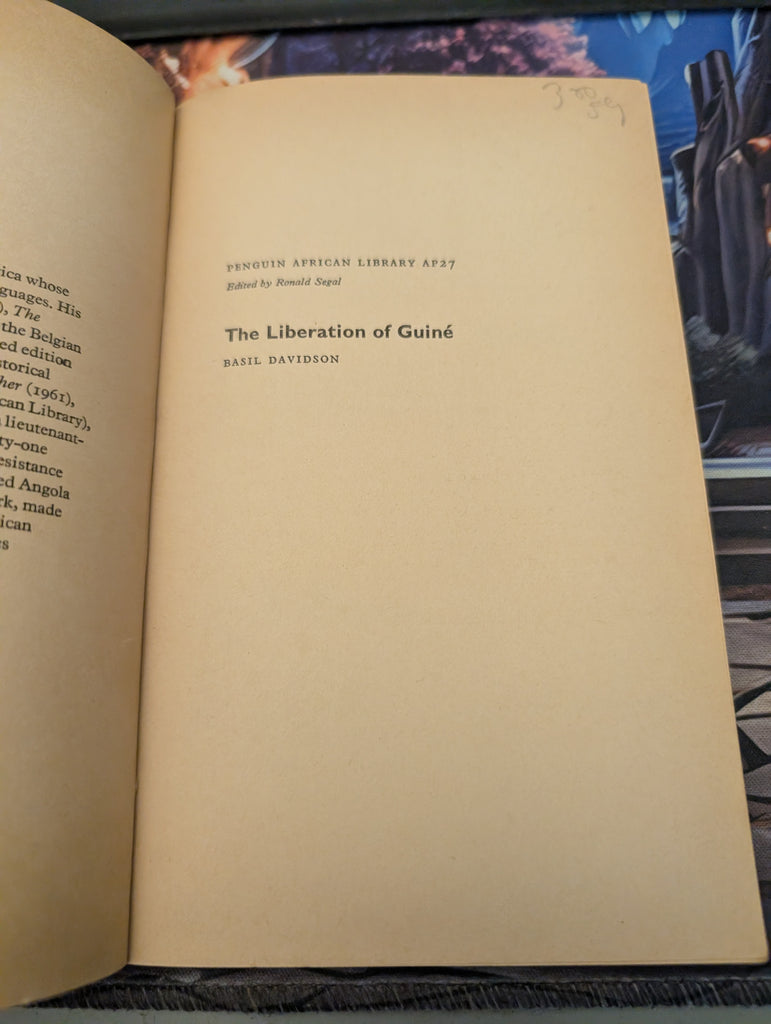 ica whose
guages. His
), The
the Belgian
ed edition
storical
her (1961),
can Library),
lieutenant-
ty-one
esistance
ed Angola
rk, made
ican
es
PENGUIN AFRICAN LIBRARY AP27
Edited by Ronald Segal
The Liberation of Guiné
BASIL DAVIDSON